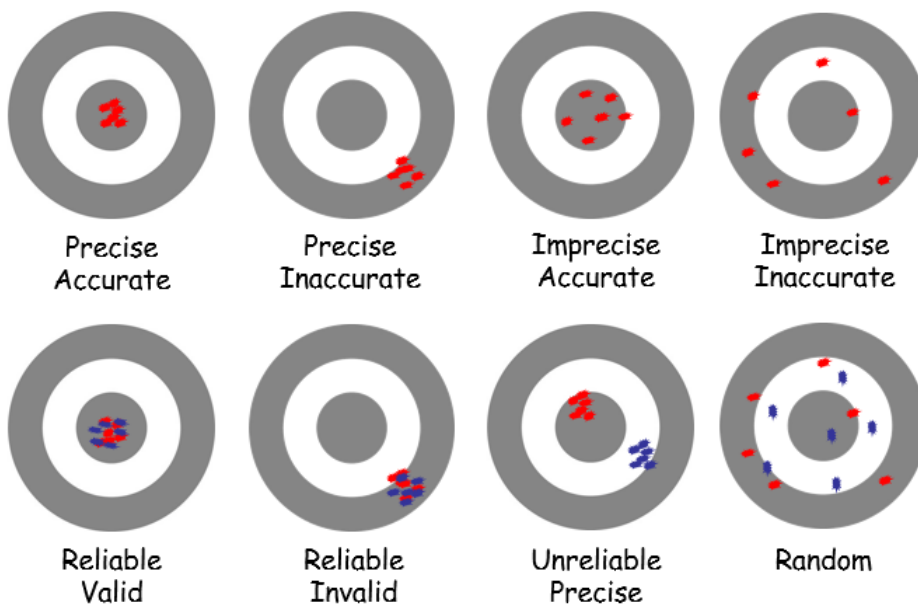 Precise
Accurate
Precise
Inaccurate
Imprecise
Accurate
Imprecise
Inaccurate
Reliable
Valid
Reliable
Invalid
Unreliable
Precise
Random